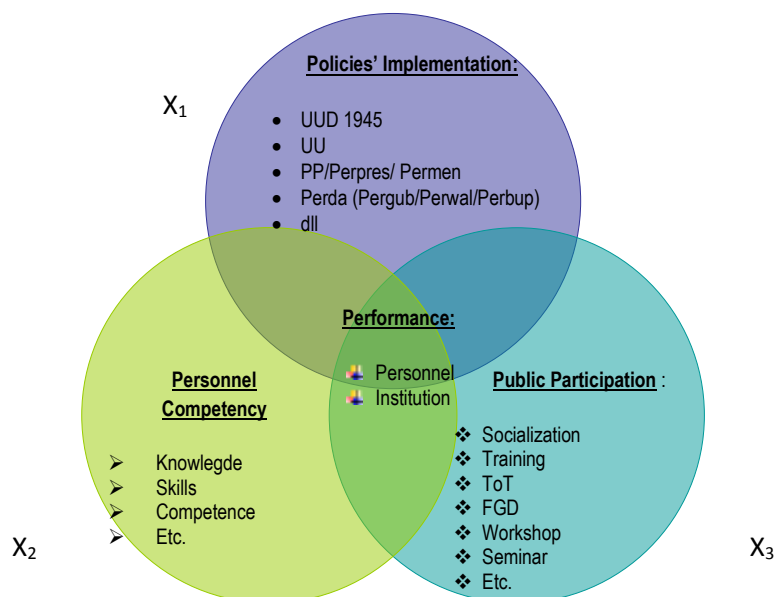 Policies' Implementation:
X₁
• UUD 1945
• UU
• PP/Perpres/ Permen
• Perda (Pergub/Perwal/Perbup)
• dll
Performance:
Personnel
Institution
Personnel
Competency
➢ Knowlegde
➢ Skills
➢ Competence
➢ Etc.
X₂
Public Participation :
❖ Socialization
❖ Training
❖ ToT
❖ FGD
❖ Workshop
❖ Seminar
❖ Etc.
X₃